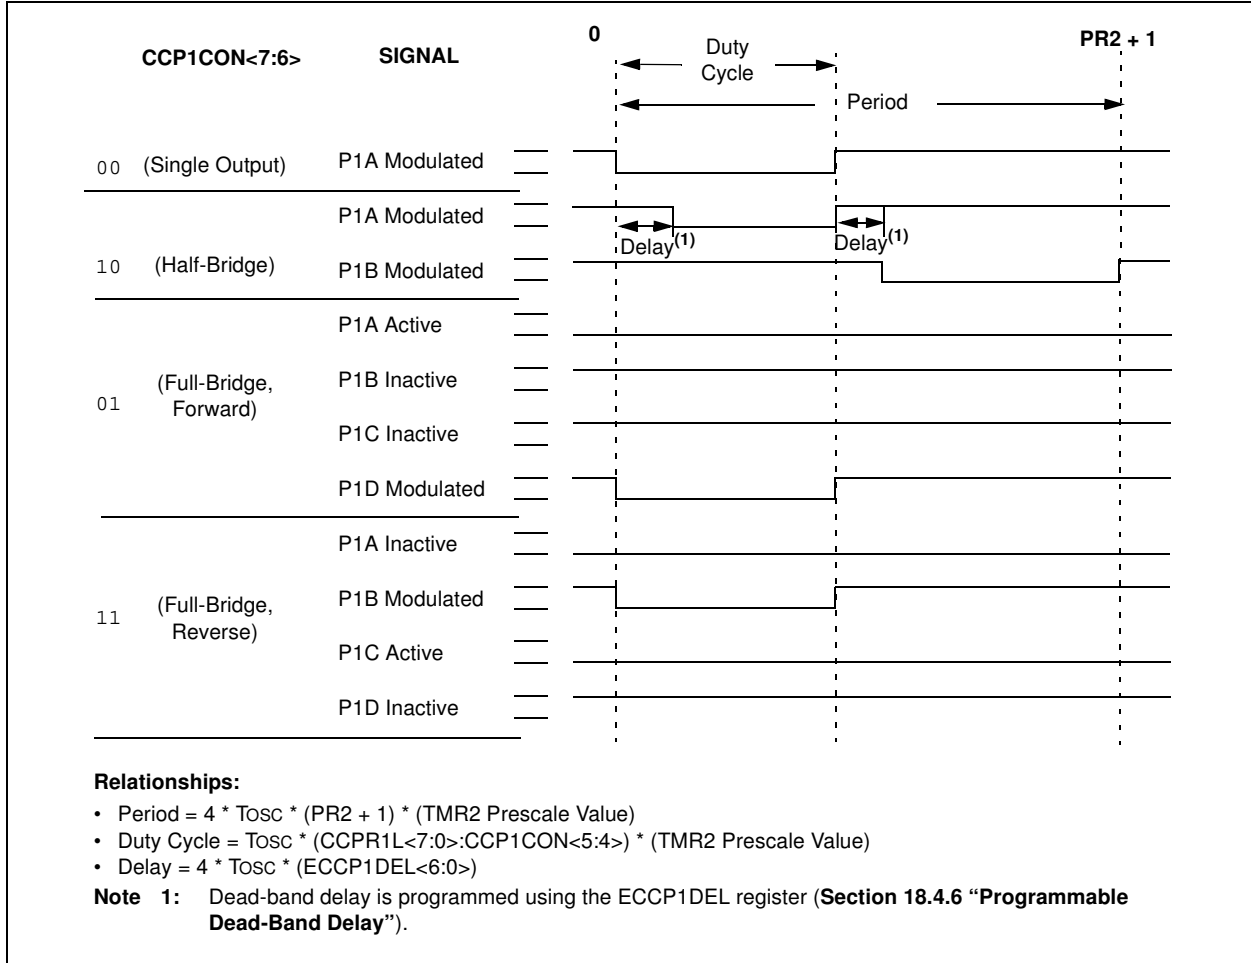 0
PR2 + 1
CCP1CON<7:6>
SIGNAL
Duty
Cycle
Period
00 (Single Output) P1A Modulated
P1A Modulated
Delay(1) Delay(1)
10 (Half-Bridge) P1B Modulated
P1A Active
P1B Inactive
(Full-Bridge,
01
Forward)
P1C Inactive
P1D Modulated
P1A Inactive
P1B Modulated
(Full-Bridge,
11
Reverse)
P1C Active
P1D Inactive
Relationships:
• Period = 4 * TOSC * (PR2 + 1) * (TMR2 Prescale Value)
• Duty Cycle = TOSC * (CCPR1L<7:0>:CCP1CON<5:4>) * (TMR2 Prescale Value)
• Delay = 4 * TOSC * (ECCP1DEL<6:0>)
Note 1: Dead-band delay is programmed using the ECCP1DEL register (Section 18.4.6 “Programmable
Dead-Band Delay”).